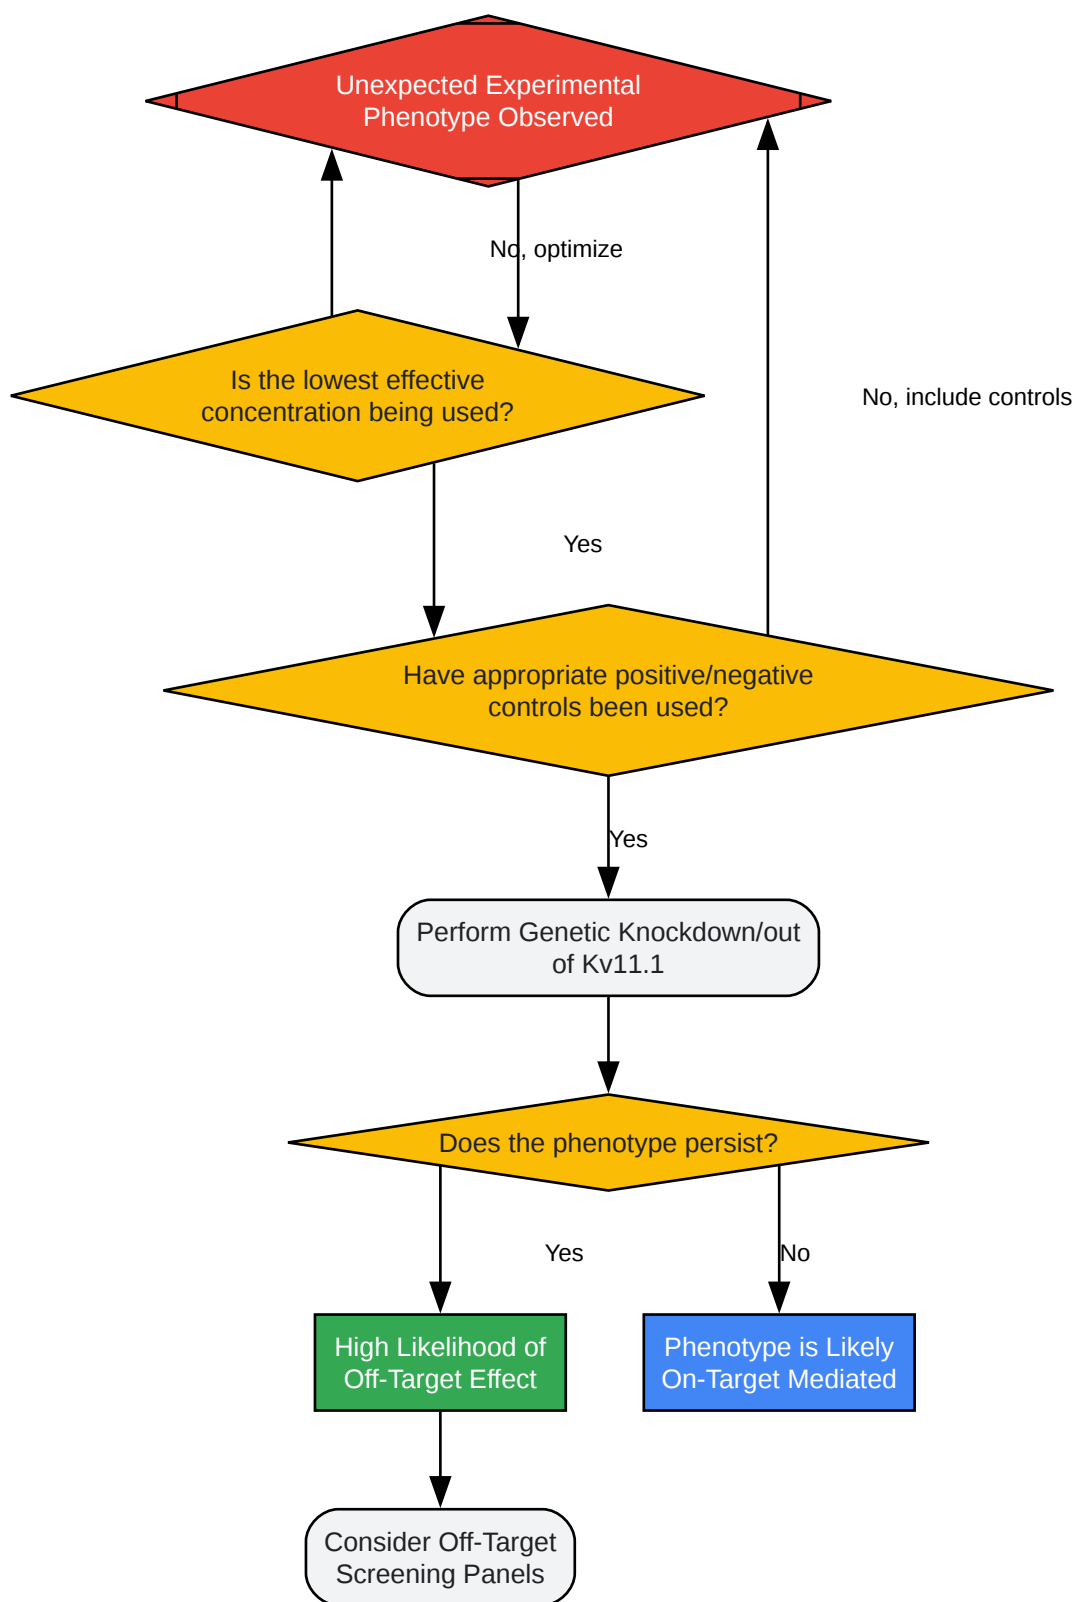 Unexpected Experimental
Phenotype Observed
No, optimize
Is the lowest effective
concentration being used?
No, include controls
Yes
Have appropriate positive/negative
controls been used?
Yes
Perform Genetic Knockdown/out
of Kv11.1
Does the phenotype persist?
Yes
No
High Likelihood of
Off-Target Effect
Phenotype is Likely
On-Target Mediated
Consider Off-Target
Screening Panels